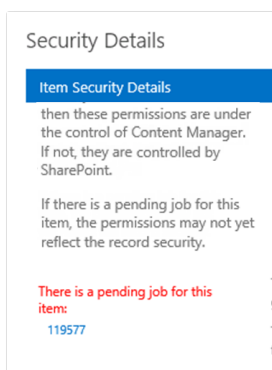 Security Details
Item Security Details
then these permissions are under
the control of Content Manager.
If not, they are controlled by
SharePoint.
If there is a pending job for this
item, the permissions may not yet
reflect the record security.
There is a pending job for this
item:
119577